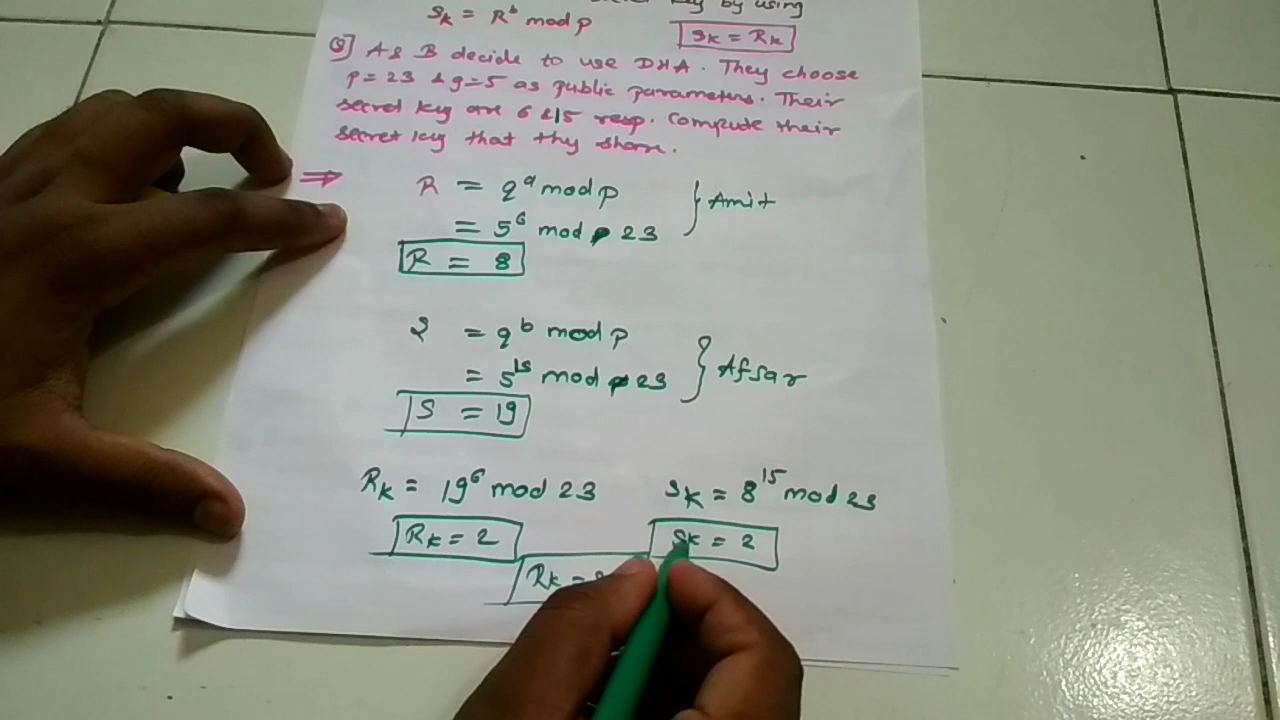 key by using
Sk = R^b mod p
Sk = Rk
Q] A & B decide to use DHA. They choose
p = 23 & g = 5 as public parameters. Their
secret key are 6 & 15 resp. Compute their
secret key that thy share.
⇒ R = q^a mod p } Amit
= 5^6 mod p 23
R = 8
S = q^b mod p
= 5^15 mod p 23 } Afsar
S = 19
Rk = 19^6 mod 23 Sk = 8^15 mod 23
Rk = 2 Sk = 2
Rk =